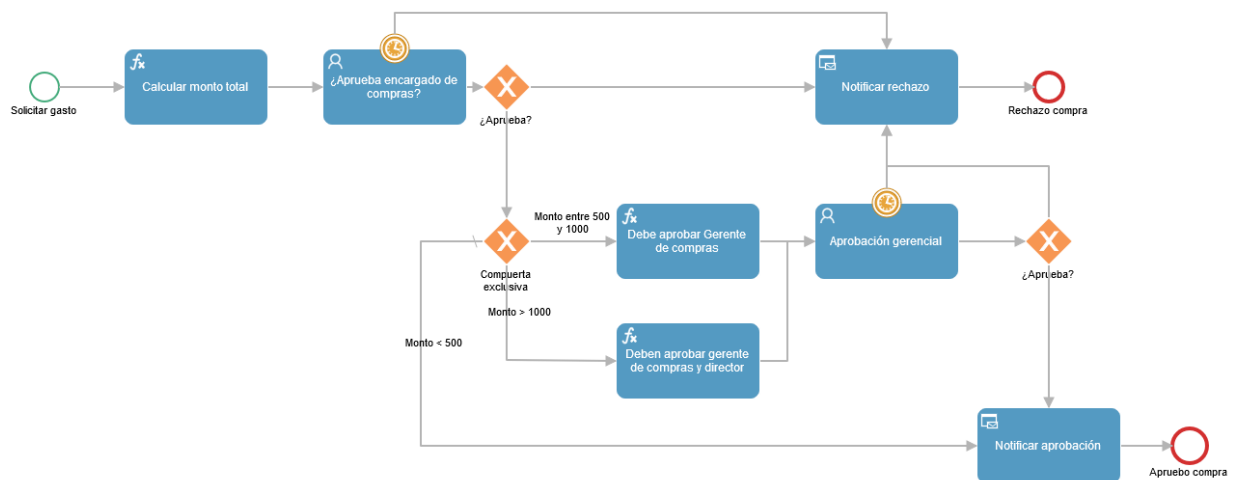 Solicitar gasto
Calcular monto total
¿Aprueba encargado de
compras?
¿Aprueba?
Notificar rechazo
Rechazo compra
Monto entre 500
y 1000
Compuerta
exclusiva
Monto > 1000
Monto < 500
Debe aprobar Gerente
de compras
Deben aprobar gerente
de compras y director
Aprobación gerencial
¿Aprueba?
Notificar aprobación
Apruebo compra